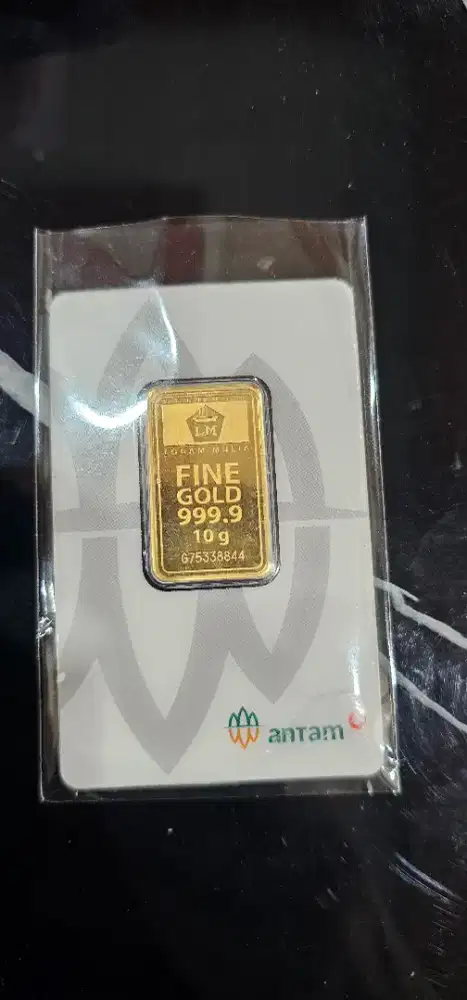 LM
LOGAM MULIA
FINE
GOLD
999.9
10 g
G75338844
antam